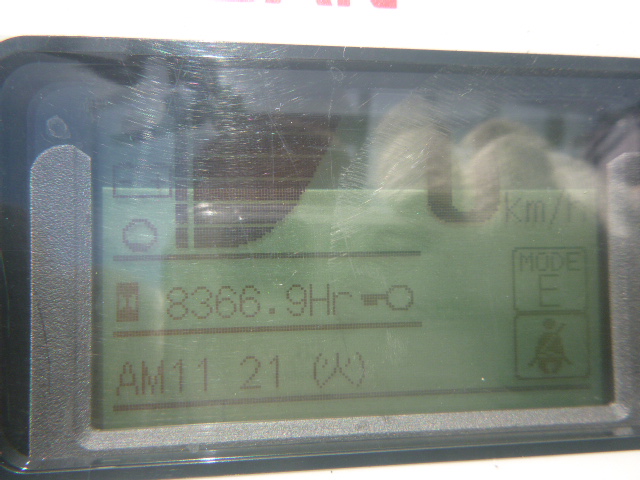 0 Km/h
MODE
E
8366.9Hr
AM11 21 (火)